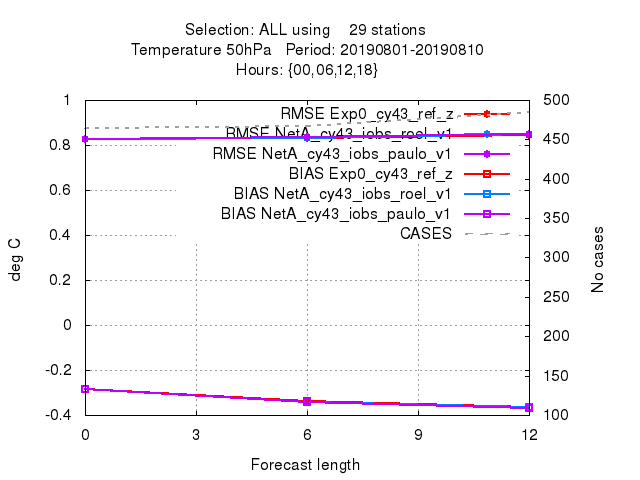 Selection: ALL using 29 stations
Temperature 50hPa Period: 20190801-20190810
Hours: {00,06,12,18}
RMSE Exp0_cy43_ref_z
RMSE NetA_cy43_iobs_roel_v1
RMSE NetA_cy43_iobs_paulo_v1
BIAS Exp0_cy43_ref_z
BIAS NetA_cy43_iobs_roel_v1
BIAS NetA_cy43_iobs_paulo_v1
CASES
deg C
1
0.8
0.6
0.4
0.2
0
-0.2
-0.4
0 3 6 9 12
Forecast length
500
450
400
350
300
250
200
150
100
No cases